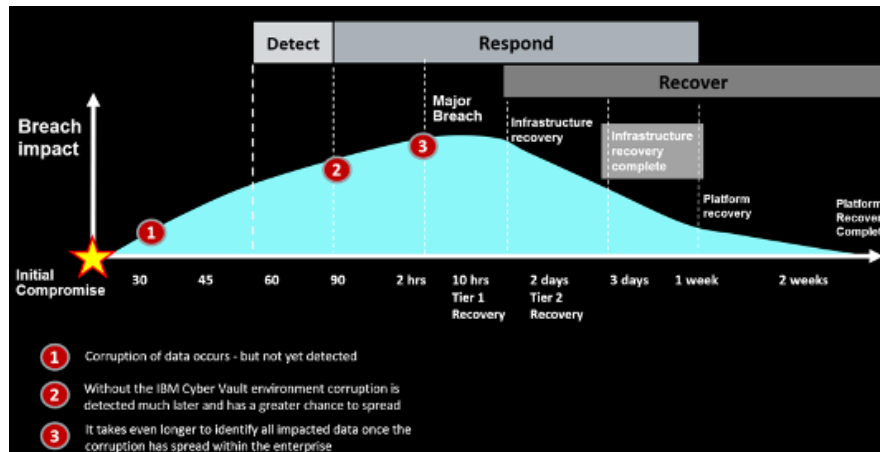 Detect
Respond
Recover
Breach
impact
Major
Breach
Infrastructure
recovery
Infrastructure
recovery
complete
Platform
recovery
Platform
Recover
Complet
1
2
3
Initial
Compromise
30
45
60
90
2 hrs
10 hrs
Tier 1
Recovery
2 days
Tier 2
Recovery
3 days
1 week
2 weeks
1 Corruption of data occurs - but not yet detected
2 Without the IBM Cyber Vault environment corruption is
detected much later and has a greater chance to spread
3 It takes even longer to identify all impacted data once the
corruption has spread within the enterprise